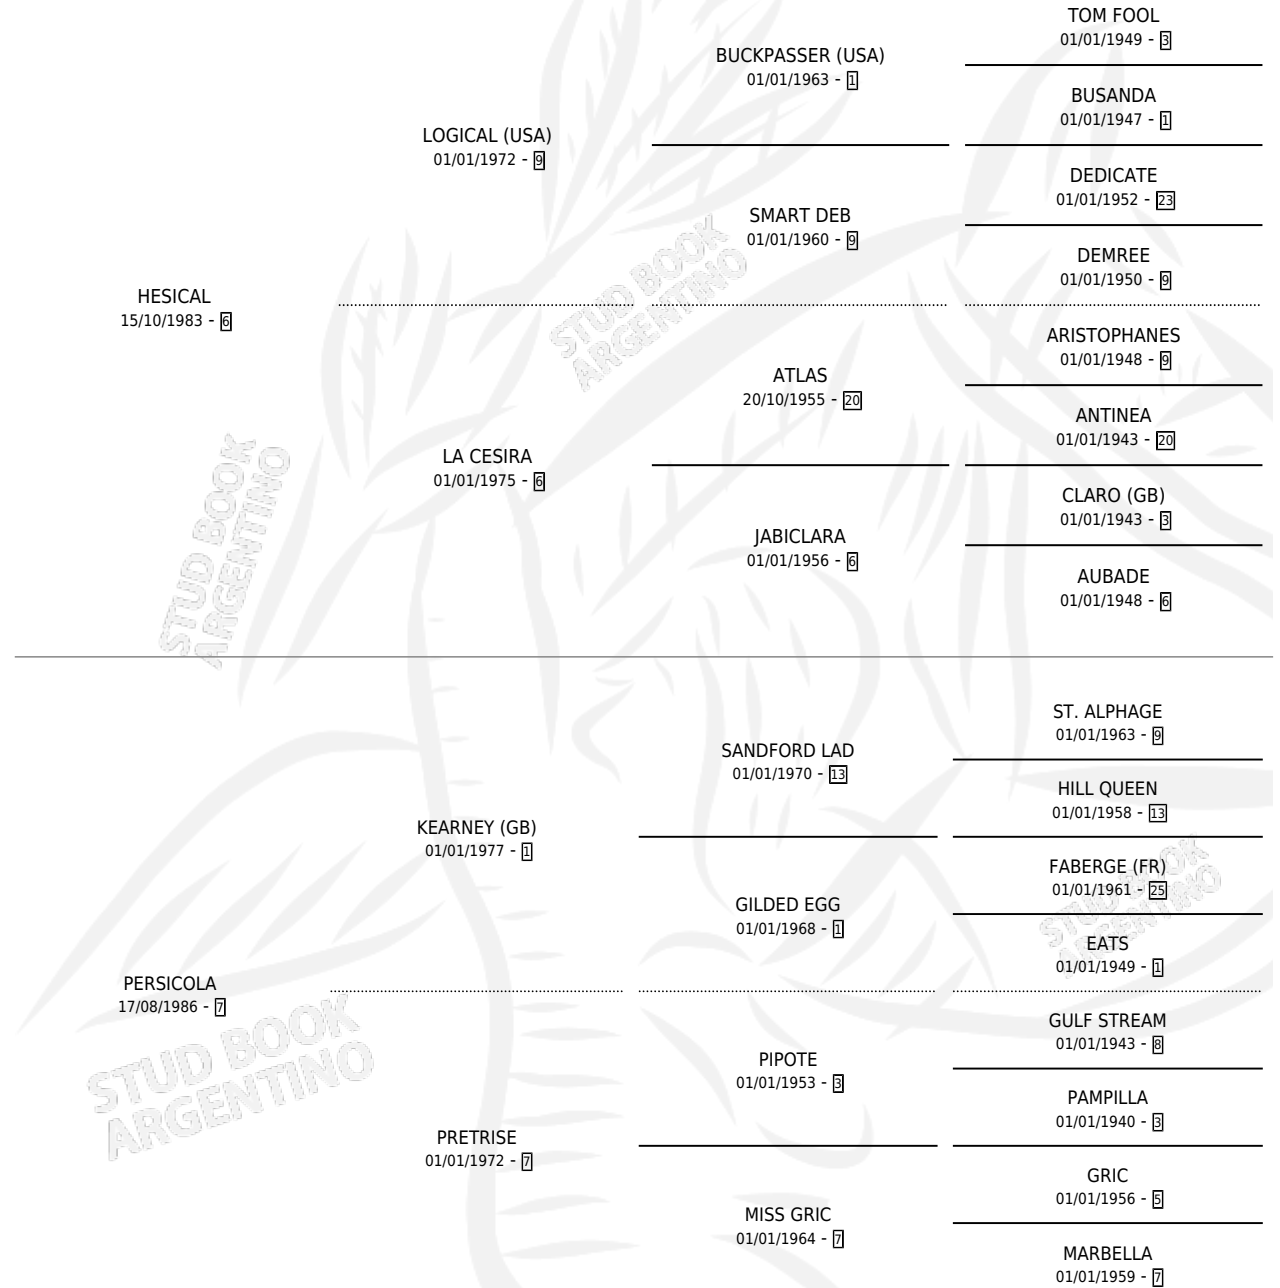 TOM FOOL
01/01/1949 - 3
BUCKPASSER (USA)
01/01/1963 - 1
BUSANDA
01/01/1947 - 1
LOGICAL (USA)
01/01/1972 - 9
DEDICATE
01/01/1952 - 23
SMART DEB
01/01/1960 - 9
DEMREE
01/01/1950 - 9
HESICAL
15/10/1983 - 6
ARISTOPHANES
01/01/1948 - 9
ATLAS
20/10/1955 - 20
ANTINEA
01/01/1943 - 20
LA CESIRA
01/01/1975 - 6
CLARO (GB)
01/01/1943 - 3
JABICLARA
01/01/1956 - 6
AUBADE
01/01/1948 - 6
STUD BOOK
ARGENTINO
STUD BOOK
ARGENTINO
ST. ALPHAGE
01/01/1963 - 9
SANDFORD LAD
01/01/1970 - 13
HILL QUEEN
01/01/1958 - 13
KEARNEY (GB)
01/01/1977 - 1
FABERGE (FR)
01/01/1961 - 25
GILDED EGG
01/01/1968 - 1
EATS
01/01/1949 - 1
STUD BOOK
ARGENTINO
PERSICOLA
17/08/1986 - 7
GULF STREAM
01/01/1943 - 8
PIPOTE
01/01/1953 - 3
PAMPILLA
01/01/1940 - 3
STUD BOOK
ARGENTINO
PRETRISE
01/01/1972 - 7
GRIC
01/01/1956 - 5
MISS GRIC
01/01/1964 - 7
MARBELLA
01/01/1959 - 7